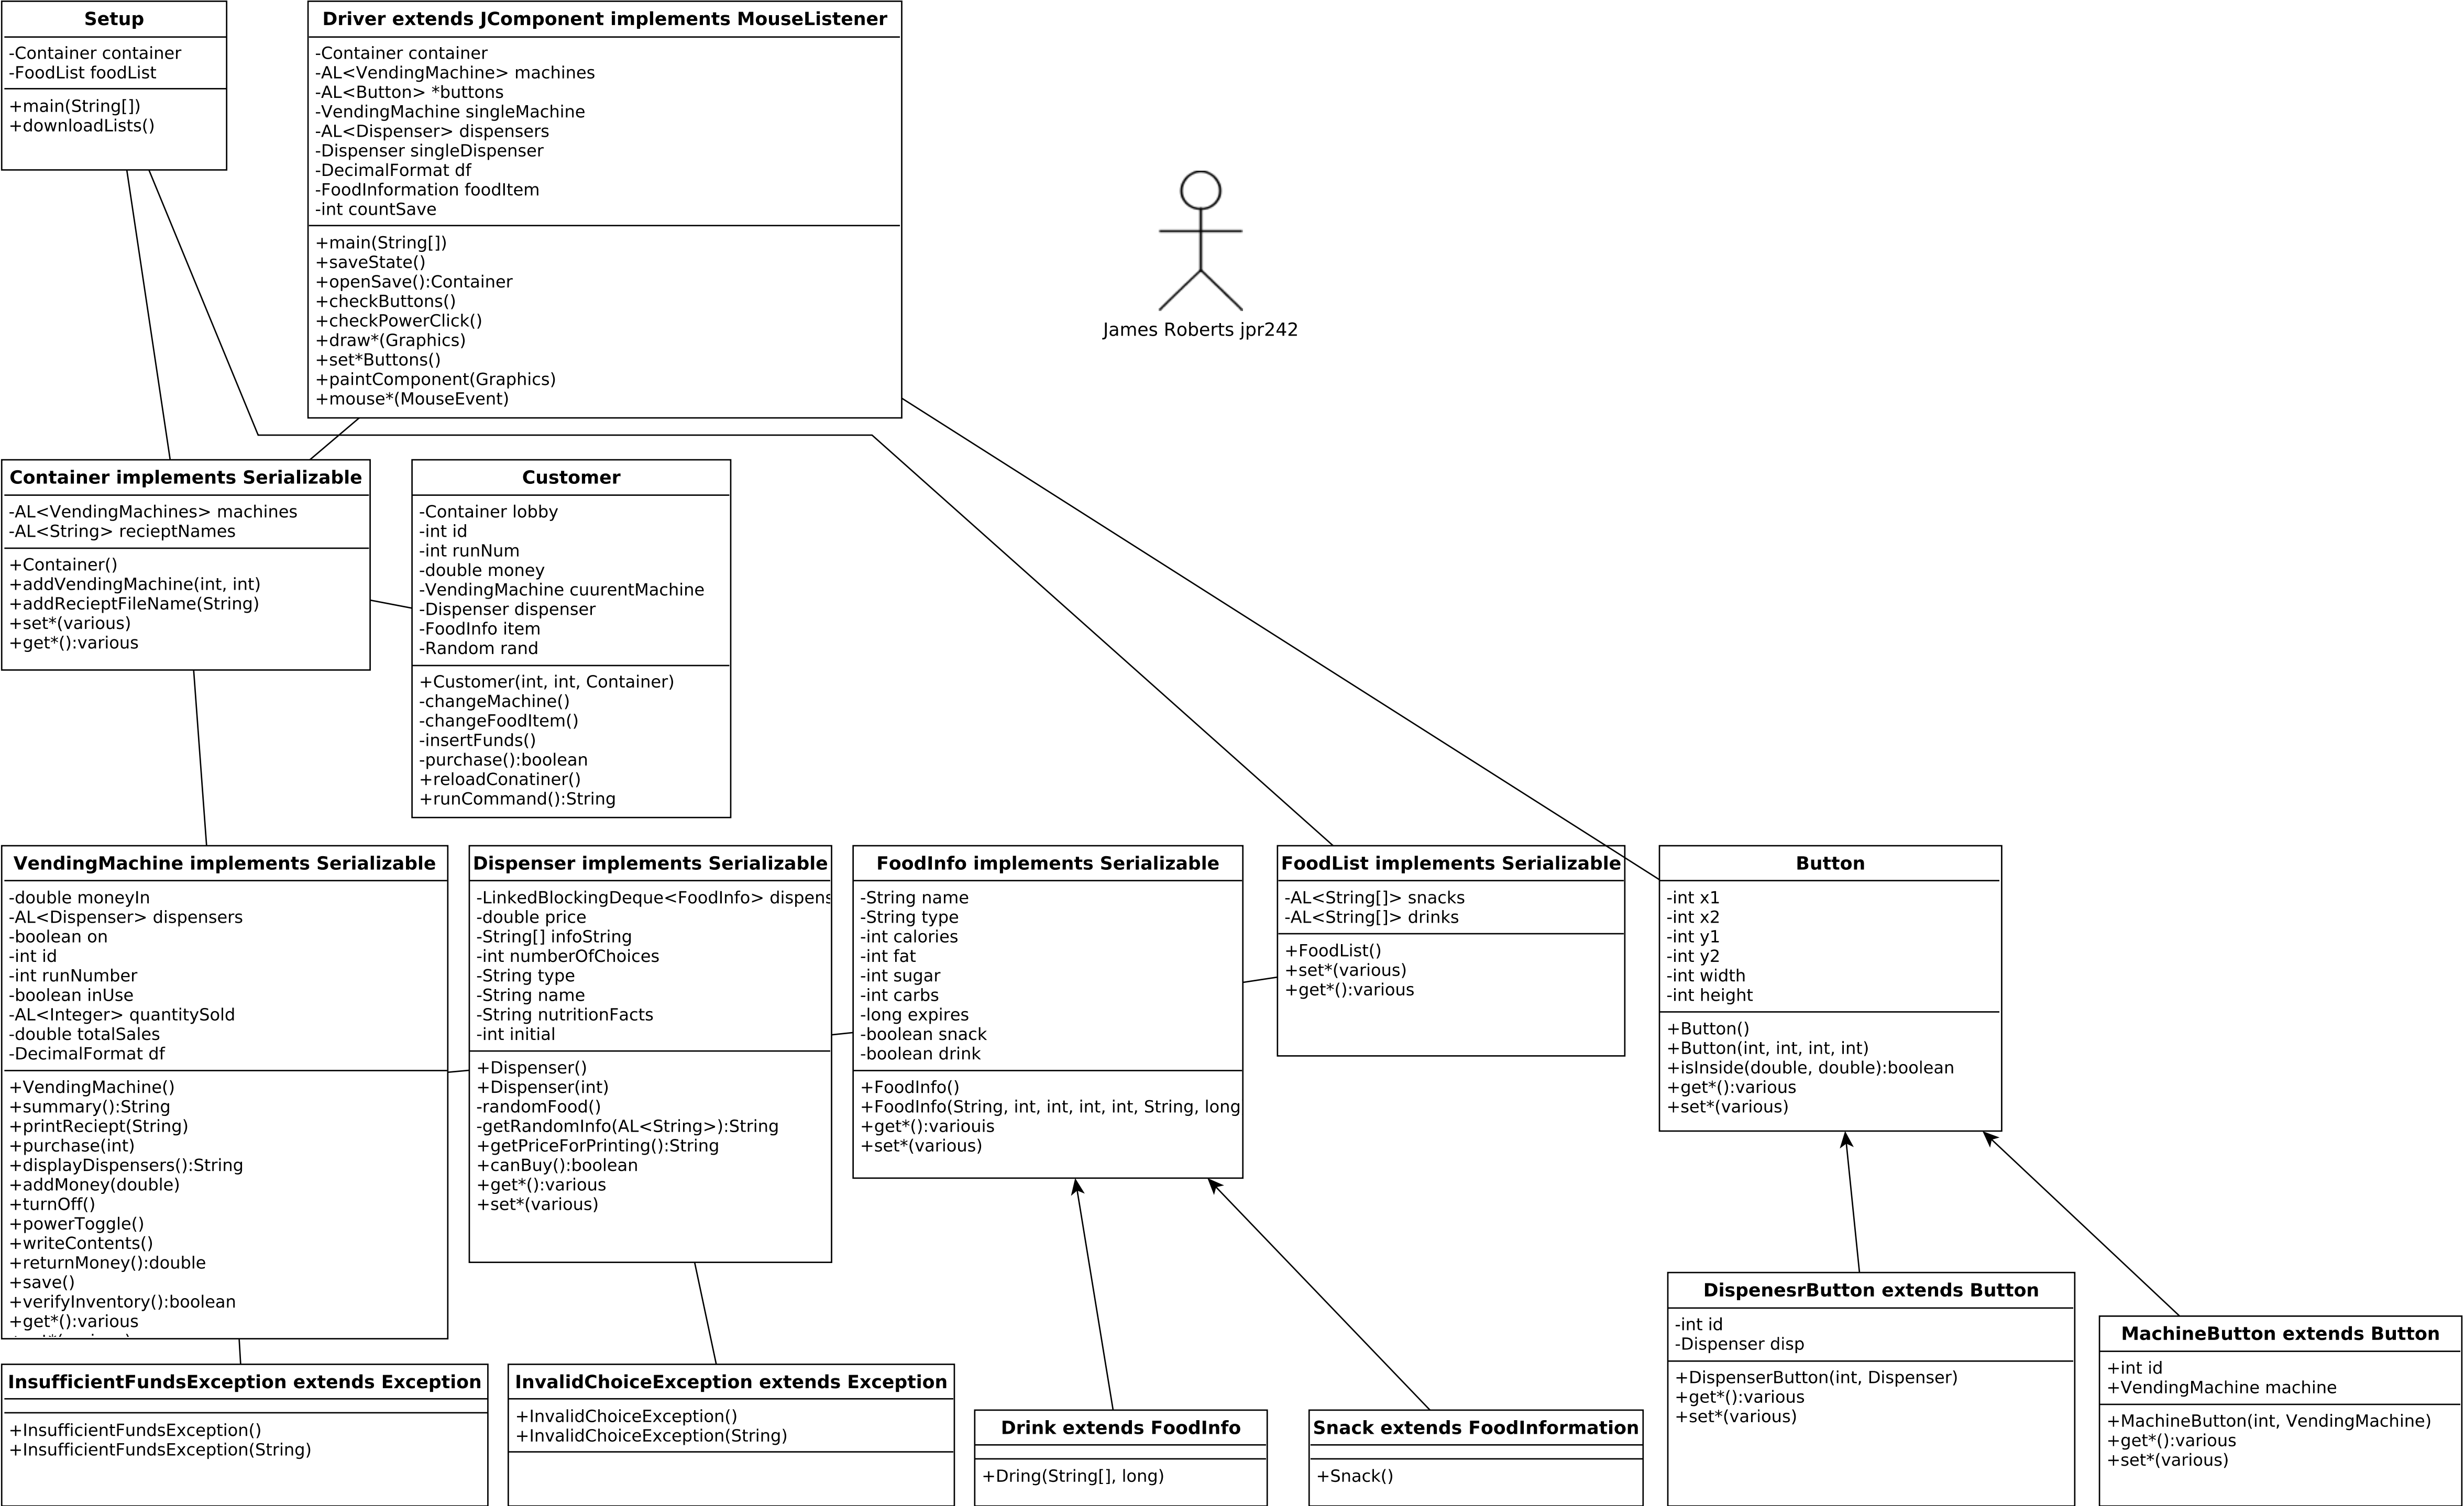 Setup
-Container container
-FoodList foodList
+main(String[])
+downloadLists()
Driver extends JComponent implements MouseListener
-Container container
-AL<VendingMachine> machines
-AL<Button> *buttons
-VendingMachine singleMachine
-AL<Dispenser> dispensers
-Dispenser singleDispenser
-DecimalFormat df
-FoodInformation foodItem
-int countSave
+main(String[])
+saveState()
+openSave():Container
+checkButtons()
+checkPowerClick()
+draw*(Graphics)
+set*Buttons()
+paintComponent(Graphics)
+mouse*(MouseEvent)
James Roberts jpr242
Container implements Serializable
-AL<VendingMachines> machines
-AL<String> recieptNames
+Container()
+addVendingMachine(int, int)
+addRecieptFileName(String)
+set*(various)
+get*():various
Customer
-Container lobby
-int id
-int runNum
-double money
-VendingMachine cuurentMachine
-Dispenser dispenser
-FoodInfo item
-Random rand
+Customer(int, int, Container)
-changeMachine()
-changeFoodItem()
-insertFunds()
-purchase():boolean
+reloadConatiner()
+runCommand():String
VendingMachine implements Serializable
-double moneyIn
-AL<Dispenser> dispensers
-boolean on
-int id
-int runNumber
-boolean inUse
-AL<Integer> quantitySold
-double totalSales
-DecimalFormat df
+VendingMachine()
+summary():String
+printReciept(String)
+purchase(int)
+displayDispensers():String
+addMoney(double)
+turnOff()
+powerToggle()
+writeContents()
+returnMoney():double
+save()
+verifyInventory():boolean
+get*():various
Dispenser implements Serializable
-LinkedBlockingDeque<FoodInfo> dispens
-double price
-String[] infoString
-int numberOfChoices
-String type
-String name
-String nutritionFacts
-int initial
+Dispenser()
+Dispenser(int)
-randomFood()
-getRandomInfo(AL<String>):String
+getPriceForPrinting():String
+canBuy():boolean
+get*():various
+set*(various)
FoodInfo implements Serializable
-String name
-String type
-int calories
-int fat
-int sugar
-int carbs
-long expires
-boolean snack
-boolean drink
+FoodInfo()
+FoodInfo(String, int, int, int, int, String, long
+get*():variouis
+set*(various)
FoodList implements Serializable
-AL<String[]> snacks
-AL<String[]> drinks
+FoodList()
+set*(various)
+get*():various
Button
-int x1
-int x2
-int y1
-int y2
-int width
-int height
+Button()
+Button(int, int, int, int)
+isInside(double, double):boolean
+get*():various
+set*(various)
InsufficientFundsException extends Exception
+InsufficientFundsException()
+InsufficientFundsException(String)
InvalidChoiceException extends Exception
+InvalidChoiceException()
+InvalidChoiceException(String)
Drink extends FoodInfo
+Dring(String[], long)
Snack extends FoodInformation
+Snack()
DispenesrButton extends Button
-int id
-Dispenser disp
+DispenserButton(int, Dispenser)
+get*():various
+set*(various)
MachineButton extends Button
+int id
+VendingMachine machine
+MachineButton(int, VendingMachine)
+get*():various
+set*(various)